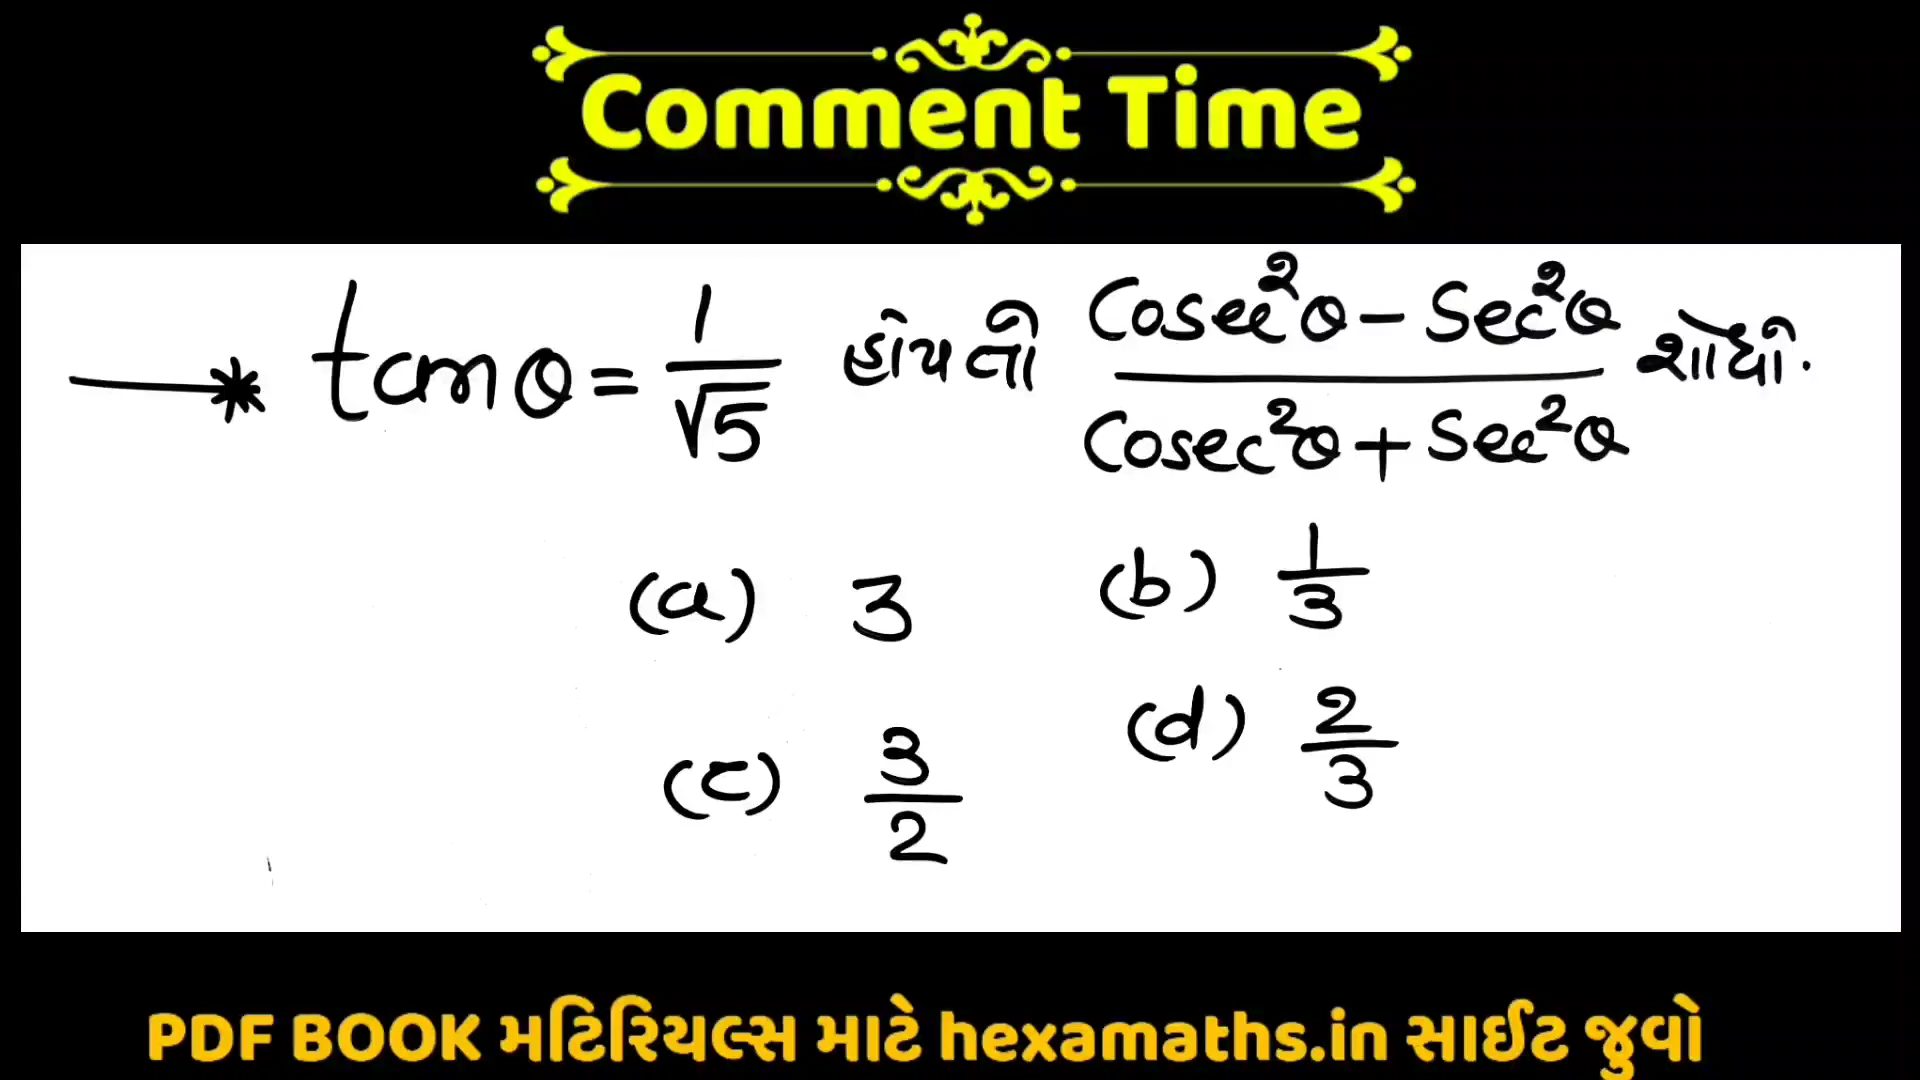 Comment Time
tanθ = 1/√5 હોય તો (Cosec²θ − Sec²θ)/(Cosec²θ + Sec²θ) શોધો.
(a) 3 (b) 1/3
(c) 3/2 (d) 2/3
PDF BOOK મટિરિયલ્સ માટે hexamaths.in સાઈટ જુવો